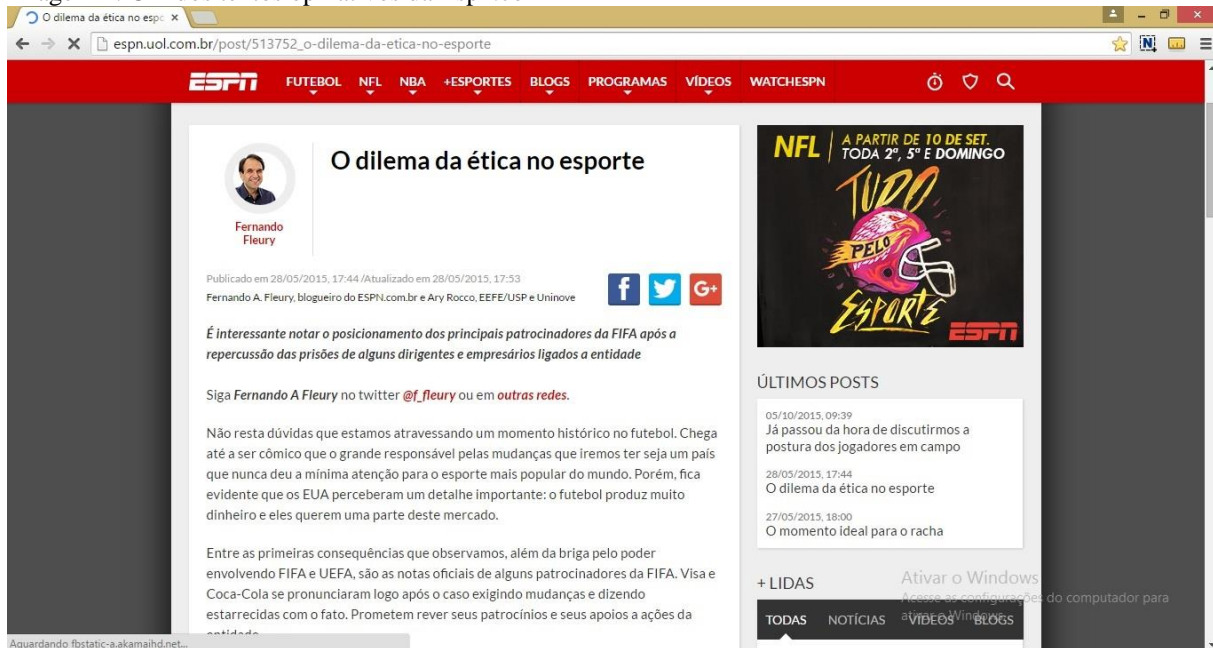 O dilema da ética no espc ×
espn.uol.com.br/post/513752_o-dilema-da-etica-no-esporte
ESPN FUTEBOL NFL NBA +ESPORTES BLOGS PROGRAMAS VÍDEOS WATCHESPN
O dilema da ética no esporte
Fernando
Fleury
Publicado em 28/05/2015, 17:44 /Atualizado em 28/05/2015, 17:53
Fernando A. Fleury, blogueiro do ESPN.com.br e Ary Rocco, EEFE/USP e Uninove
f G+
É interessante notar o posicionamento dos principais patrocinadores da FIFA após a
repercussão das prisões de alguns dirigentes e empresários ligados a entidade
Siga Fernando A Fleury no twitter @f_fleury ou em outras redes.
Não resta dúvidas que estamos atravessando um momento histórico no futebol. Chega
até a ser cômico que o grande responsável pelas mudanças que iremos ter seja um país
que nunca deu a mínima atenção para o esporte mais popular do mundo. Porém, fica
evidente que os EUA perceberam um detalhe importante: o futebol produz muito
dinheiro e eles querem uma parte deste mercado.
Entre as primeiras consequências que observamos, além da briga pelo poder
envolvendo FIFA e UEFA, são as notas oficiais de alguns patrocinadores da FIFA. Visa e
Coca-Cola se pronunciaram logo após o caso exigindo mudanças e dizendo
estarrecidas com o fato. Prometem rever seus patrocínios e seus apoios a ações da
entidade
NFL A PARTIR DE 10 DE SET.
TODA 2ª, 5ª E DOMINGO
TUDO
PELO
ESPORTE
ESPN
ÚLTIMOS POSTS
05/10/2015, 09:39
Já passou da hora de discutirmos a
postura dos jogadores em campo
28/05/2015, 17:44
O dilema da ética no esporte
27/05/2015, 18:00
O momento ideal para o racha
+ LIDAS
TODAS NOTÍCIAS VÍDEOS BLOGS
Ativar o Windows
Acesse as configurações do computador para
ativar o Windows.
Aguardando fbstatic-a.akamaihd.net...